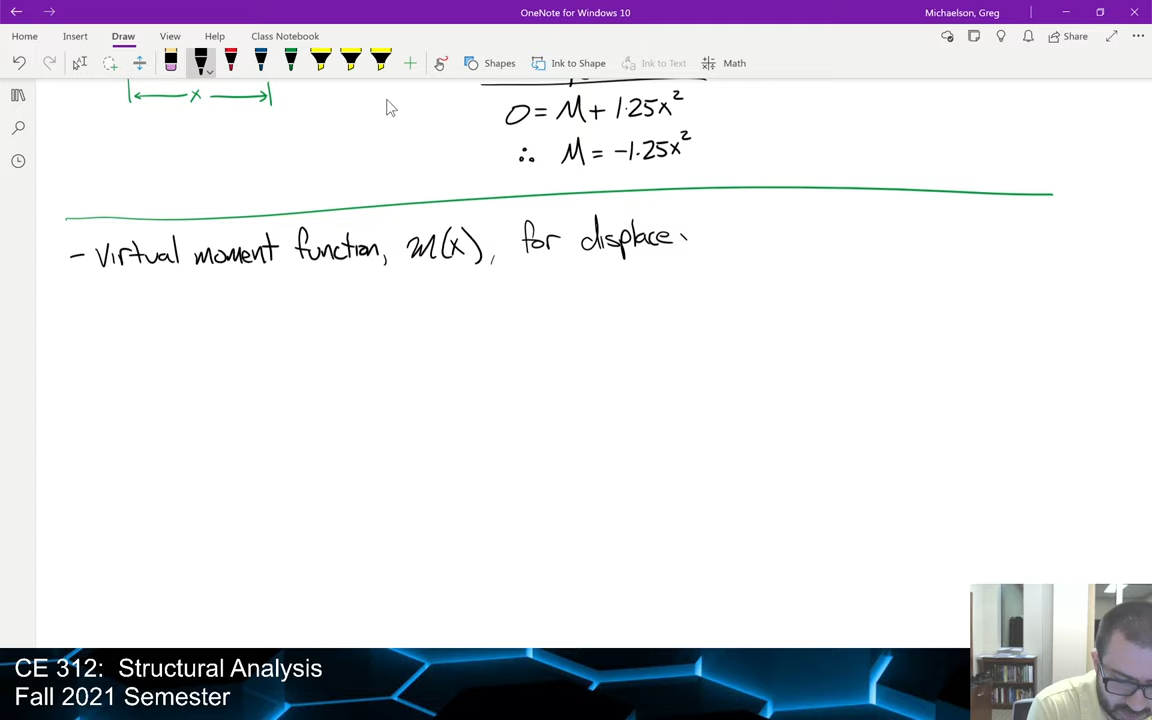 OneNote for Windows 10
Michaelson, Greg
Home Insert Draw View Help Class Notebook
Share
Shapes Ink to Shape Ink to Text Math
x
0 = M + 1.25x²
∴ M = -1.25x²
- Virtual moment function, m(x), for displace
CE 312: Structural Analysis
Fall 2021 Semester